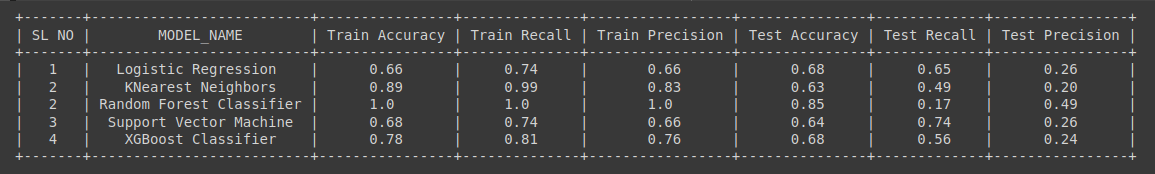 +-------+--------------------------+----------------+--------------+-----------------+---------------+-------------+----------------+
| SL NO |        MODEL_NAME        | Train Accuracy | Train Recall | Train Precision | Test Accuracy | Test Recall | Test Precision |
+-------+--------------------------+----------------+--------------+-----------------+---------------+-------------+----------------+
|   1   |   Logistic Regression    |      0.66      |     0.74     |      0.66       |      0.68     |     0.65    |      0.26      |
|   2   |    KNearest Neighbors    |      0.89      |     0.99     |      0.83       |      0.63     |     0.49    |      0.20      |
|   2   | Random Forest Classifier |      1.0       |     1.0      |      1.0        |      0.85     |     0.17    |      0.49      |
|   3   |  Support Vector Machine  |      0.68      |     0.74     |      0.66       |      0.64     |     0.74    |      0.26      |
|   4   |    XGBoost Classifier    |      0.78      |     0.81     |      0.76       |      0.68     |     0.56    |      0.24      |
+-------+--------------------------+----------------+--------------+-----------------+---------------+-------------+----------------+